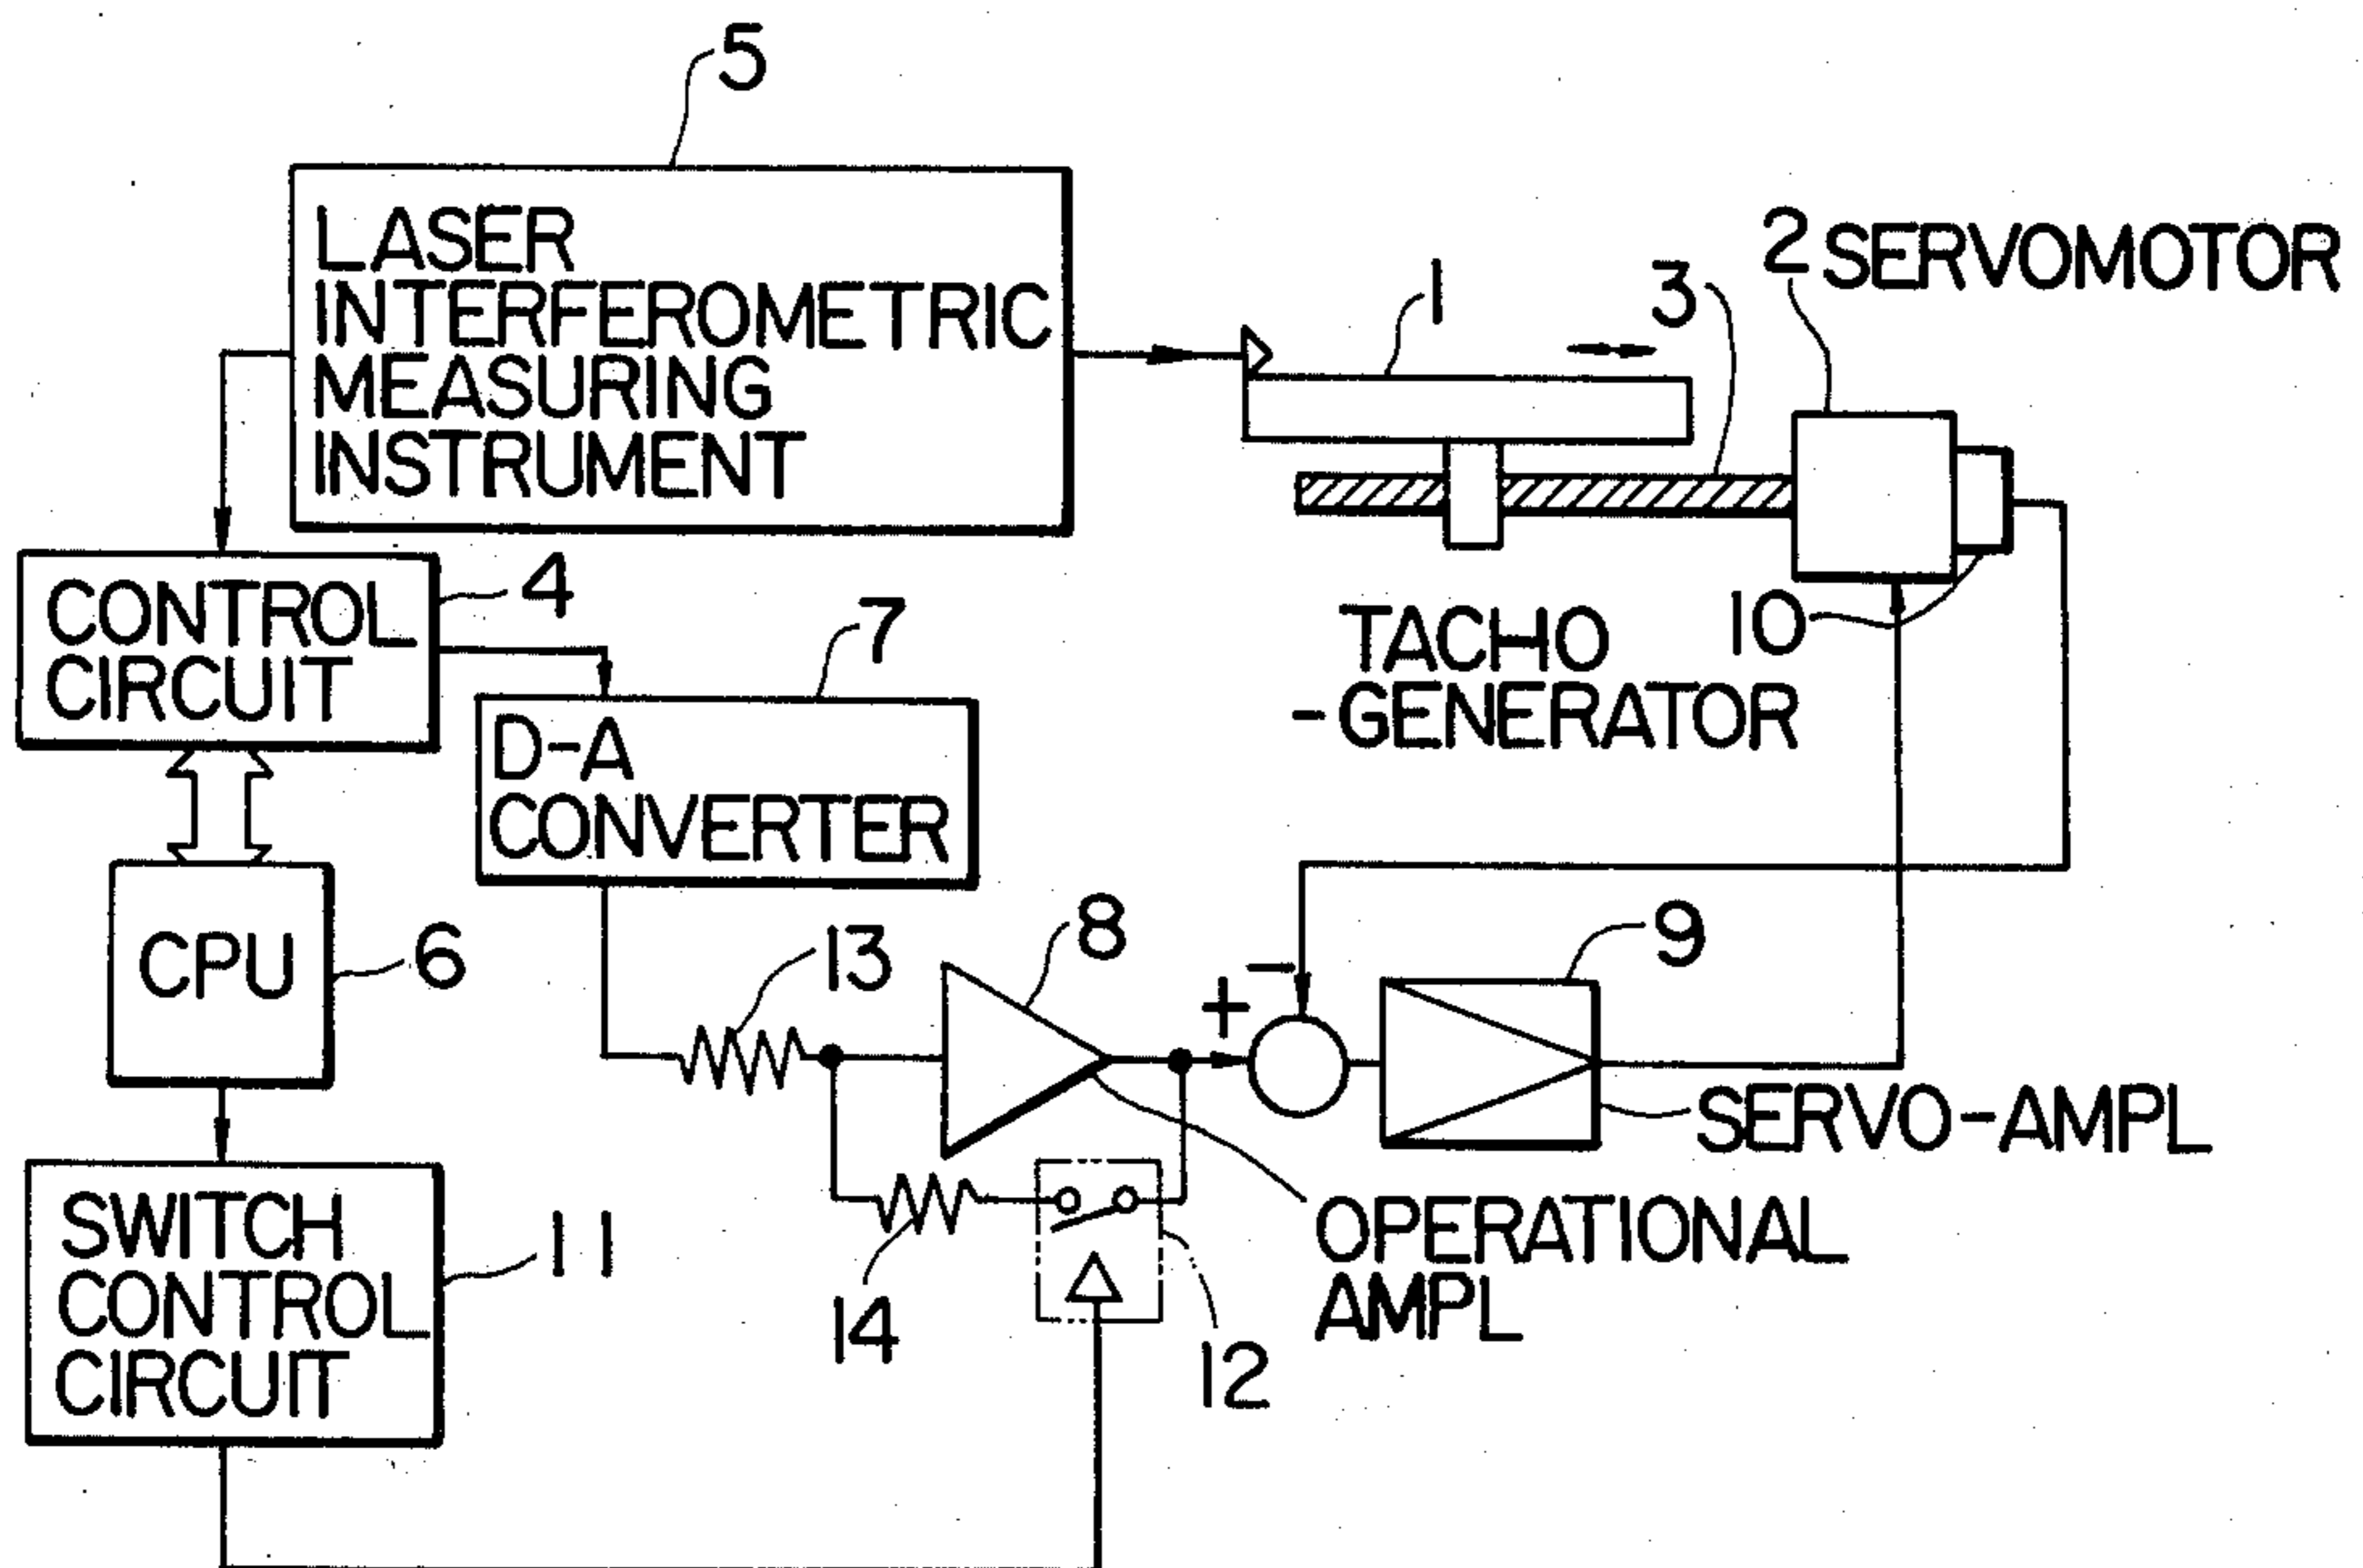 5
LASER
INTERFEROMETRIC
MEASURING
INSTRUMENT
1
3
2 SERVOMOTOR
CONTROL
CIRCUIT
4
7
TACHO
-GENERATOR
10
D-A
CONVERTER
CPU
6
13
8
+
-
9
SERVO-AMPL
SWITCH
CONTROL
CIRCUIT
11
14
12
OPERATIONAL
AMPL